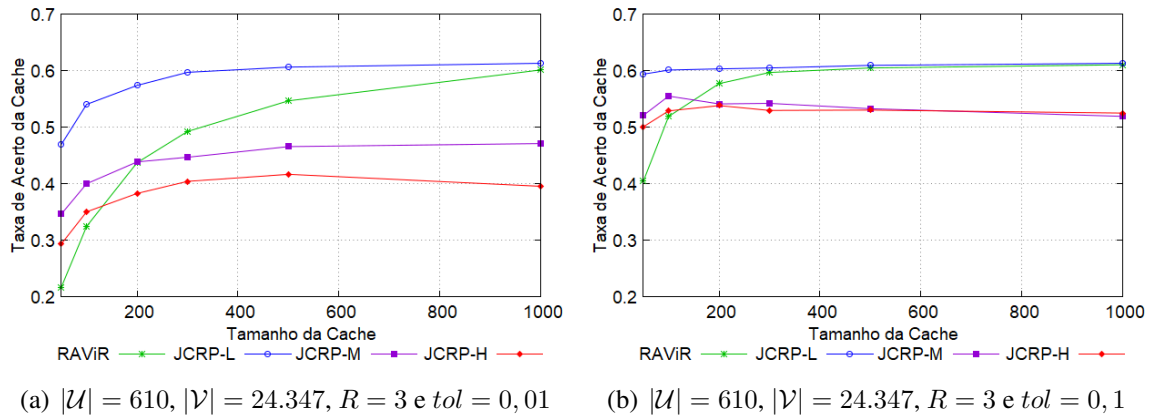 Taxa de Acerto da Cache
0.7
0.6
0.5
0.4
0.3
0.2
200
400
600
800
1000
Tamanho da Cache
RAViR
JCRP-L
JCRP-M
JCRP-H
(a) |𝒰| = 610, |𝒱| = 24.347, R = 3 e tol = 0,01
Taxa de Acerto da Cache
0.7
0.6
0.5
0.4
0.3
0.2
200
400
600
800
1000
Tamanho da Cache
RAViR
JCRP-L
JCRP-M
JCRP-H
(b) |𝒰| = 610, |𝒱| = 24.347, R = 3 e tol = 0,1